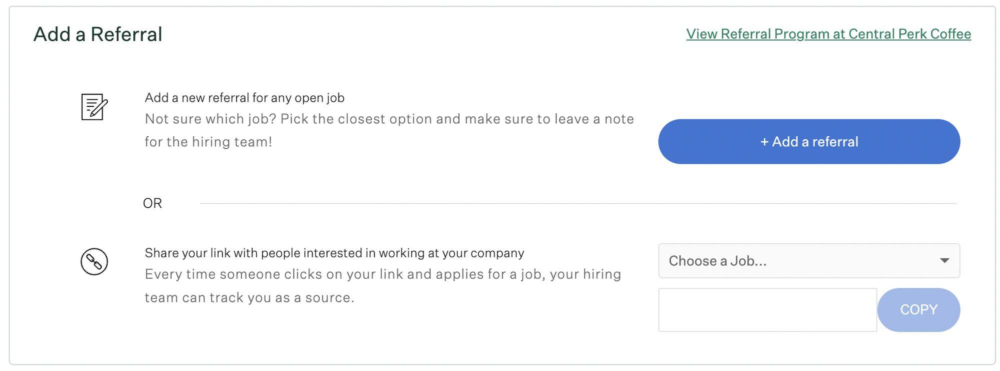 Add a Referral
View Referral Program at Central Perk Coffee
Add a new referral for any open job
Not sure which job? Pick the closest option and make sure to leave a note
for the hiring team!
+ Add a referral
OR
Share your link with people interested in working at your company
Every time someone clicks on your link and applies for a job, your hiring
team can track you as a source.
Choose a Job...
COPY